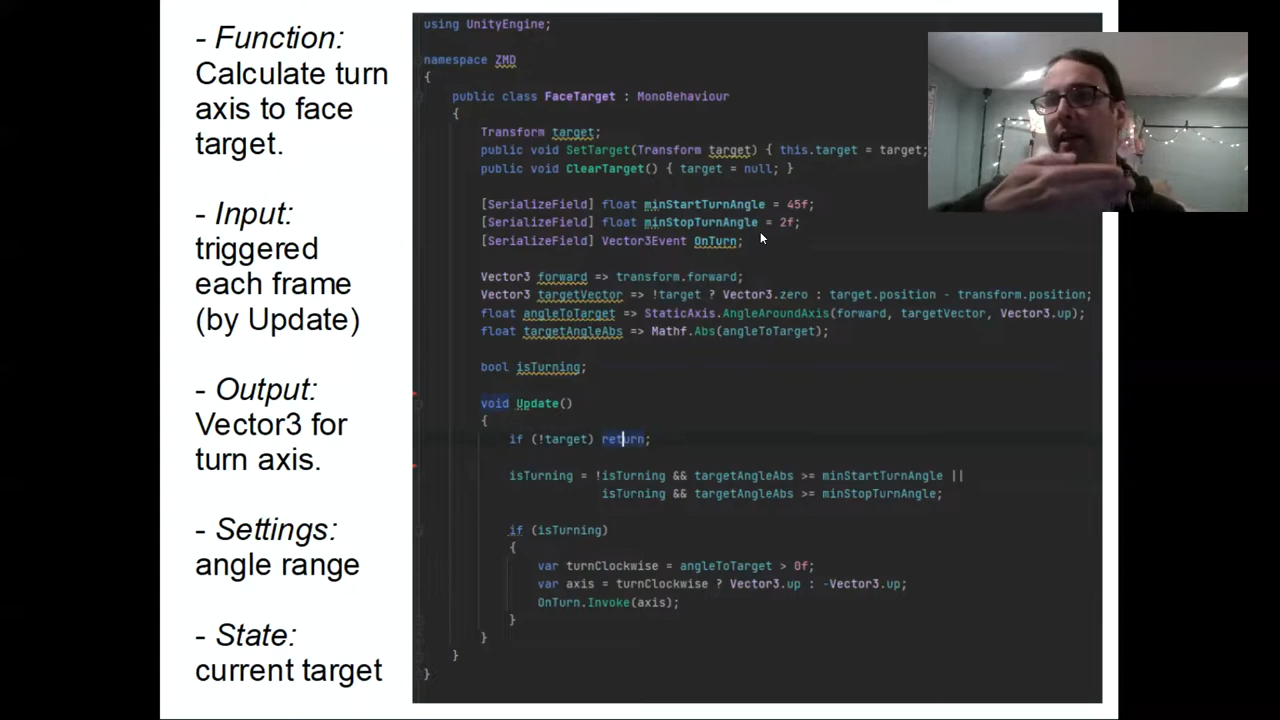 - Function:
Calculate turn
axis to face
target.
- Input:
triggered
each frame
(by Update)
- Output:
Vector3 for
turn axis.
- Settings:
angle range
- State:
current target
using UnityEngine;
namespace ZMD
{
public class FaceTarget : MonoBehaviour
{
Transform target;
public void SetTarget(Transform target) { this.target = target;
public void ClearTarget() { target = null; }
[SerializeField] float minStartTurnAngle = 45f;
[SerializeField] float minStopTurnAngle = 2f;
[SerializeField] Vector3Event OnTurn;
Vector3 forward => transform.forward;
Vector3 targetVector => !target ? Vector3.zero : target.position - transform.position;
float angleToTarget => StaticAxis.AngleAroundAxis(forward, targetVector, Vector3.up);
float targetAngleAbs => Mathf.Abs(angleToTarget);
bool isTurning;
void Update()
{
if (!target) return;
isTurning = !isTurning && targetAngleAbs >= minStartTurnAngle ||
isTurning && targetAngleAbs >= minStopTurnAngle;
if (isTurning)
{
var turnClockwise = angleToTarget > 0f;
var axis = turnClockwise ? Vector3.up : -Vector3.up;
OnTurn.Invoke(axis);
}
}
}
}